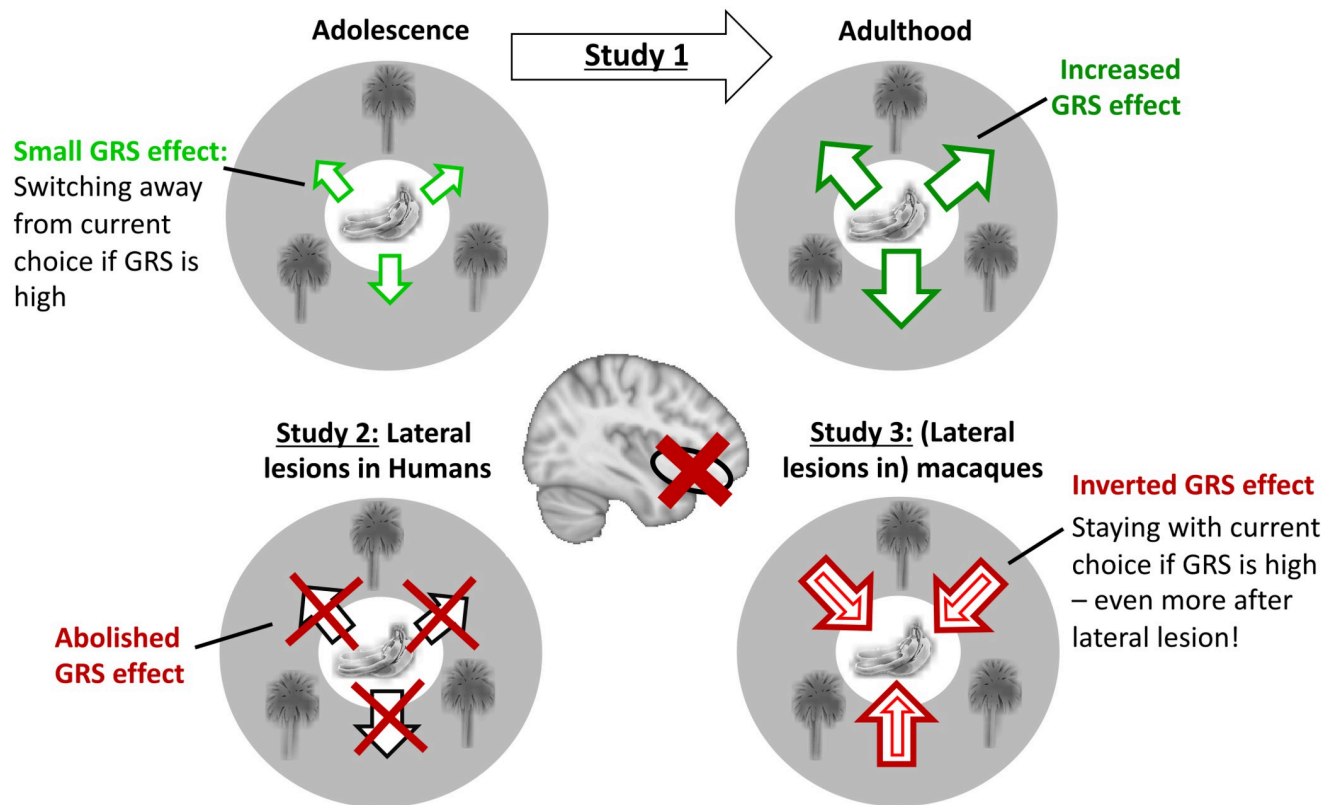 Adolescence
Study 1
Adulthood
Increased
GRS effect
Small GRS effect:
Switching away
from current
choice if GRS is
high
Study 2: Lateral
lesions in Humans
Study 3: (Lateral
lesions in) macaques
Abolished
GRS effect
Inverted GRS effect
Staying with current
choice if GRS is high
– even more after
lateral lesion!